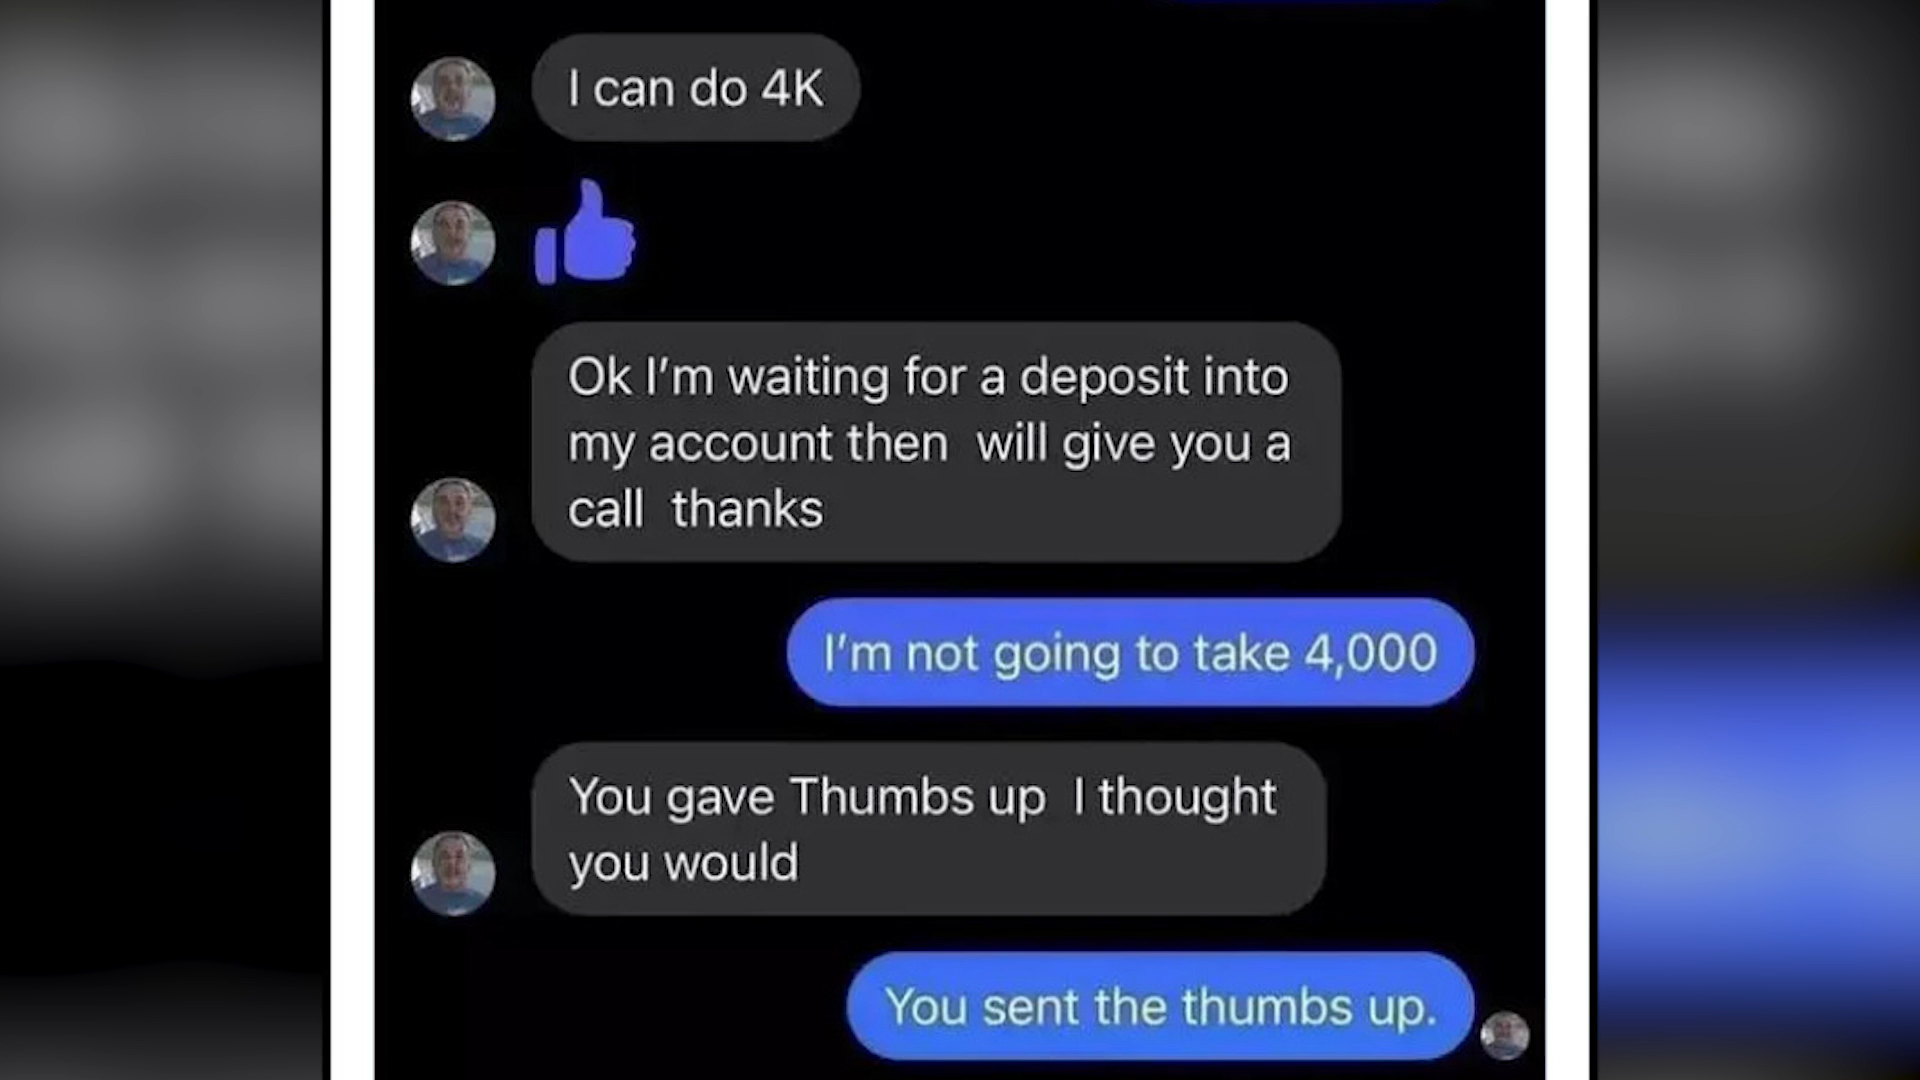 I can do 4K
Ok I'm waiting for a deposit into
my account then  will give you a
call  thanks
I'm not going to take 4,000
You gave Thumbs up  I thought
you would
You sent the thumbs up.